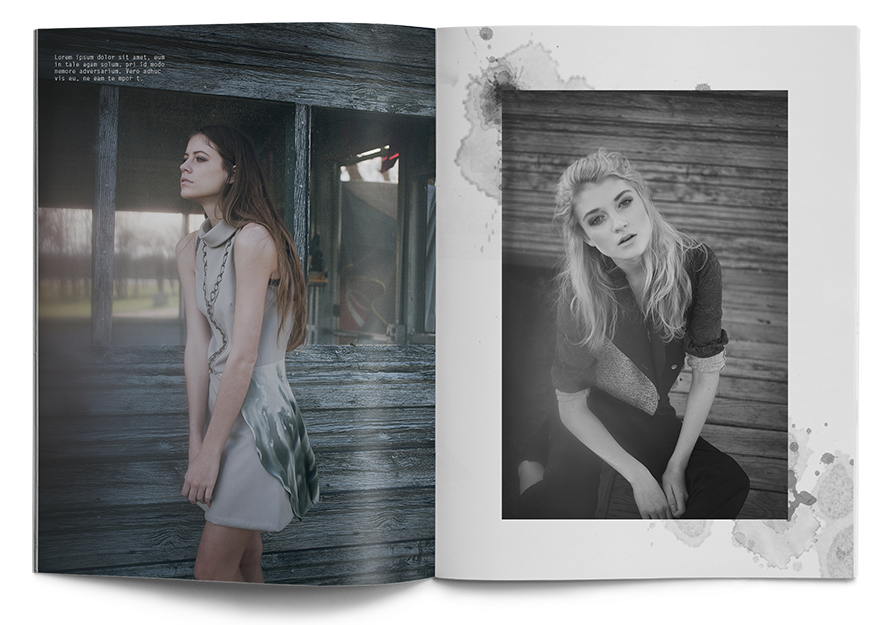 Lorem ipsum dolor sit amet, eum
in tale agam solum, pri id modo
nemore adversarium. Vero adhuc
vis eu, ne eam te mpor t.